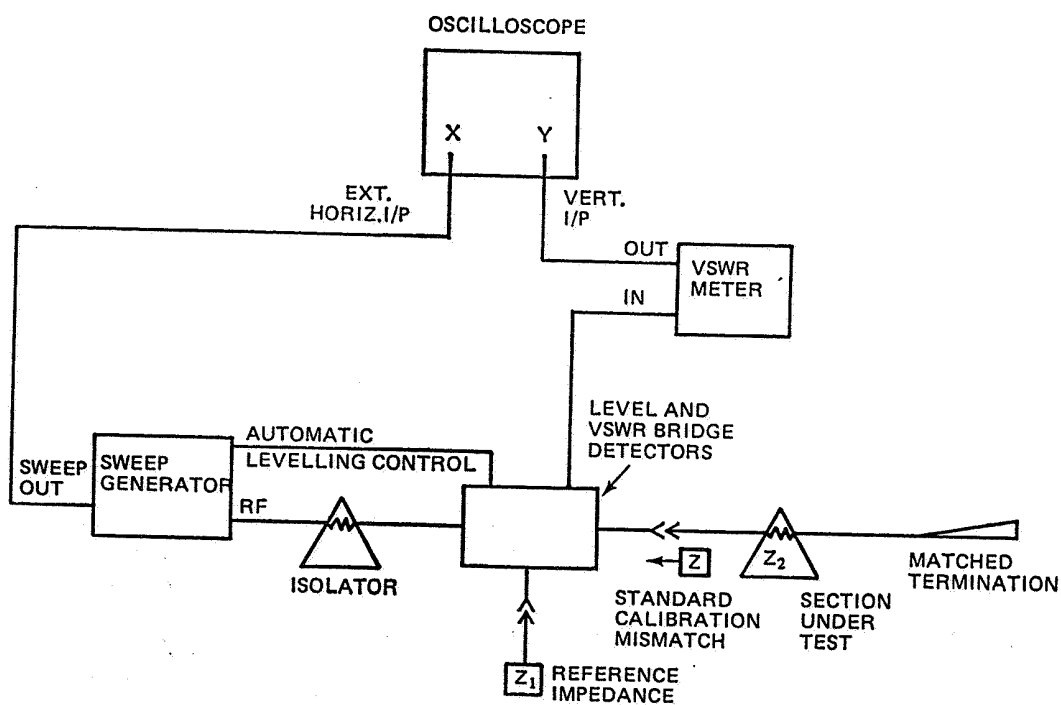 OSCILLOSCOPE
X
Y
EXT.
HORIZ.I/P
VERT.
I/P
OUT
IN
VSWR
METER
LEVEL AND
VSWR BRIDGE
DETECTORS
AUTOMATIC
LEVELLING CONTROL
SWEEP
OUT
SWEEP
GENERATOR
RF
ISOLATOR
Z
STANDARD
CALIBRATION
MISMATCH
Z2
SECTION
UNDER
TEST
MATCHED
TERMINATION
Z1
REFERENCE
IMPEDANCE